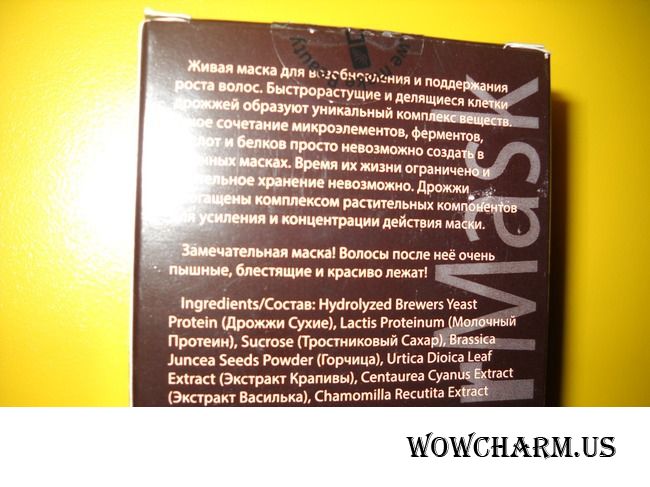 Живая маска для возобновления и поддержания
роста волос. Быстрорастущие и делящиеся клетки
дрожжей образуют уникальный комплекс веществ.
сочетание микроэлементов, ферментов,
и белков просто невозможно создать в
масках. Время их жизни ограничено и
хранение невозможно. Дрожжи
комплексом растительных компонентов
усиления и концентрации действия маски.
Замечательная маска! Волосы после неё очень
пышные, блестящие и красиво лежат!
Ingredients/Состав: Hydrolyzed Brewers Yeast
Protein (Дрожжи Сухие), Lactis Proteinum (Молочный
Протеин), Sucrose (Тростниковый Сахар), Brassica
Juncea Seeds Powder (Горчица), Urtica Dioica Leaf
Extract (Экстракт Крапивы), Centaurea Cyanus Extract
(Экстракт Василька), Chamomilla Recutita Extract
Mask
WOWCHARM.US